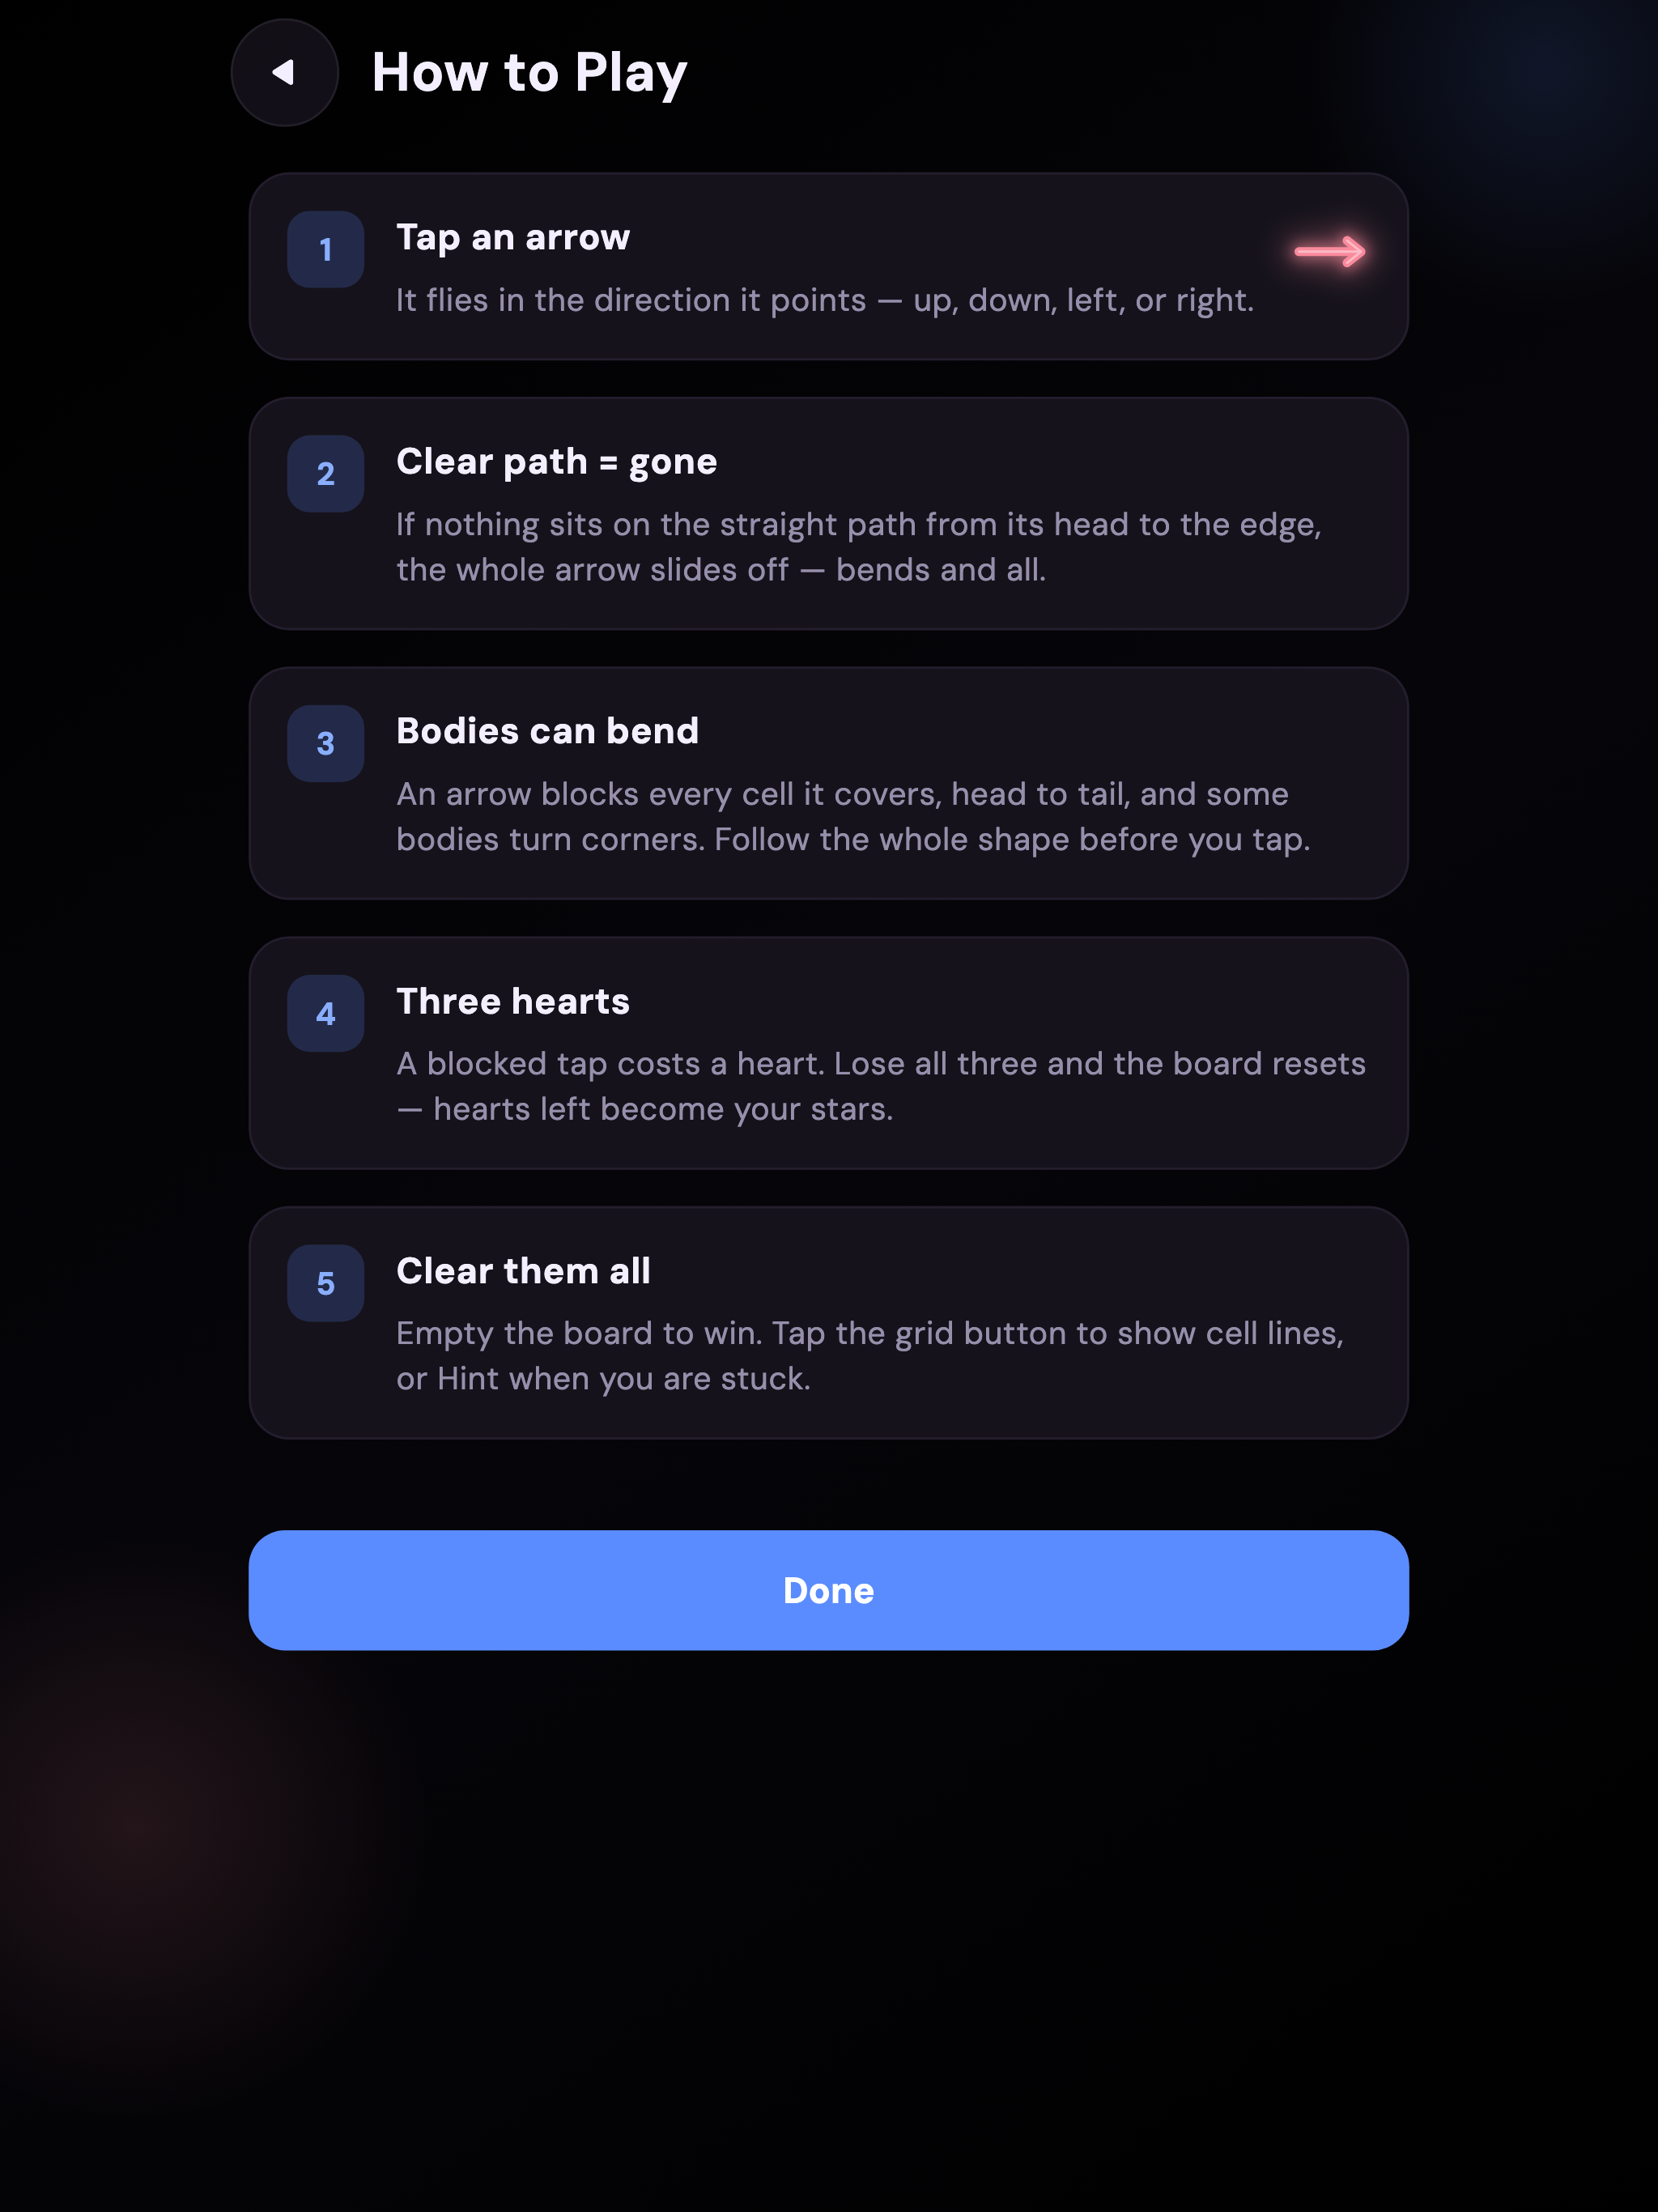 How to Play
1
Tap an arrow
It flies in the direction it points — up, down, left, or right.
2
Clear path = gone
If nothing sits on the straight path from its head to the edge,
the whole arrow slides off — bends and all.
3
Bodies can bend
An arrow blocks every cell it covers, head to tail, and some
bodies turn corners. Follow the whole shape before you tap.
4
Three hearts
A blocked tap costs a heart. Lose all three and the board resets
— hearts left become your stars.
5
Clear them all
Empty the board to win. Tap the grid button to show cell lines,
or Hint when you are stuck.
Done